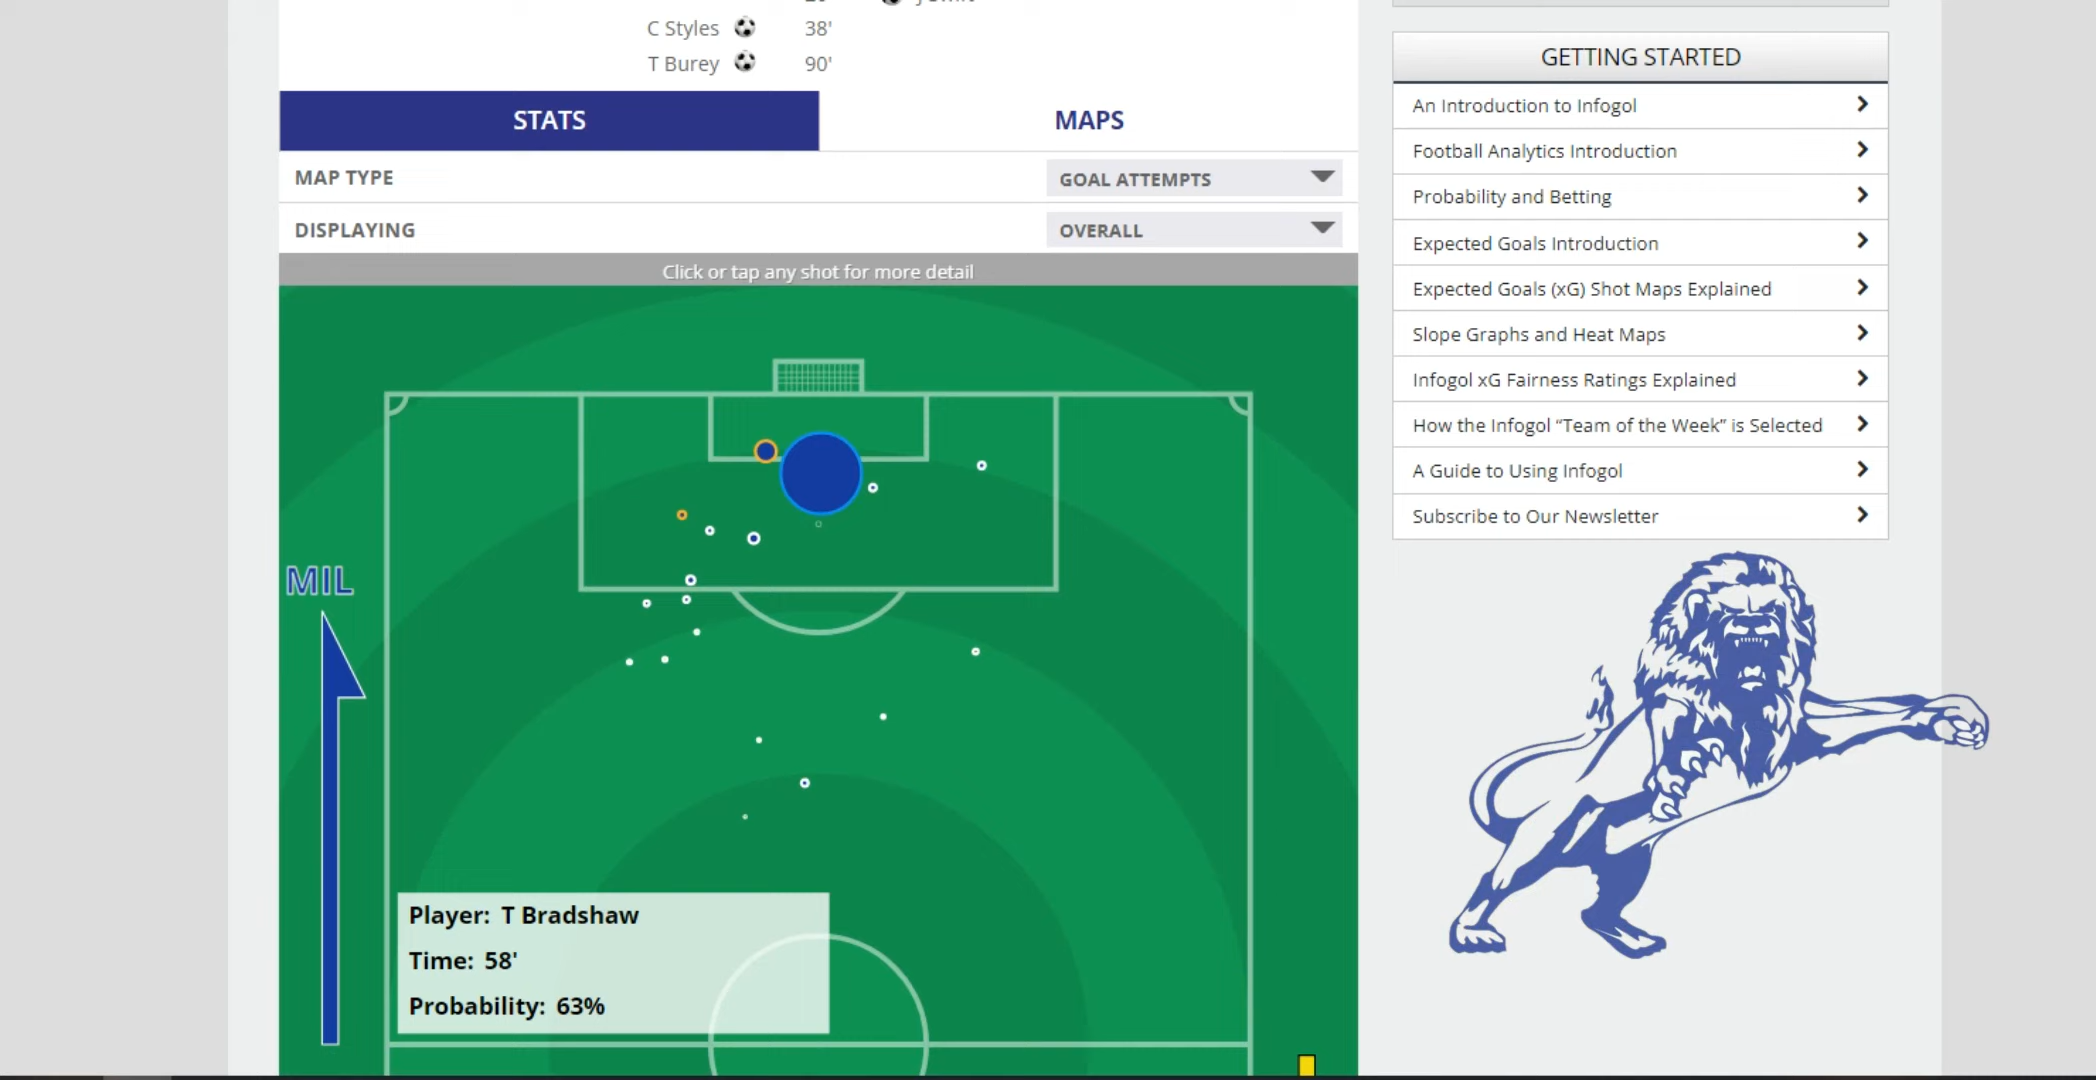 C Styles 38'
T Burey 90'
STATS MAPS
MAP TYPE GOAL ATTEMPTS
DISPLAYING OVERALL
Click or tap any shot for more detail
MIL
Player: T Bradshaw
Time: 58'
Probability: 63%
GETTING STARTED
An Introduction to Infogol
Football Analytics Introduction
Probability and Betting
Expected Goals Introduction
Expected Goals (xG) Shot Maps Explained
Slope Graphs and Heat Maps
Infogol xG Fairness Ratings Explained
How the Infogol “Team of the Week” is Selected
A Guide to Using Infogol
Subscribe to Our Newsletter